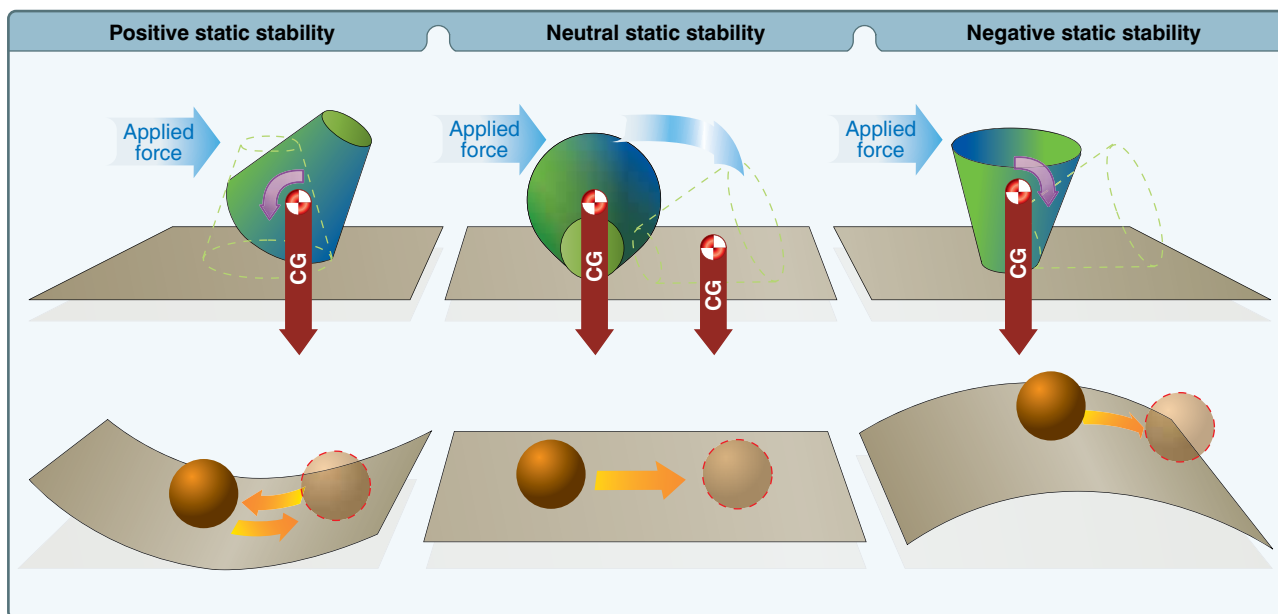 Positive static stability
Neutral static stability
Negative static stability
Applied
force
CG
Applied
force
CG
CG
Applied
force
CG